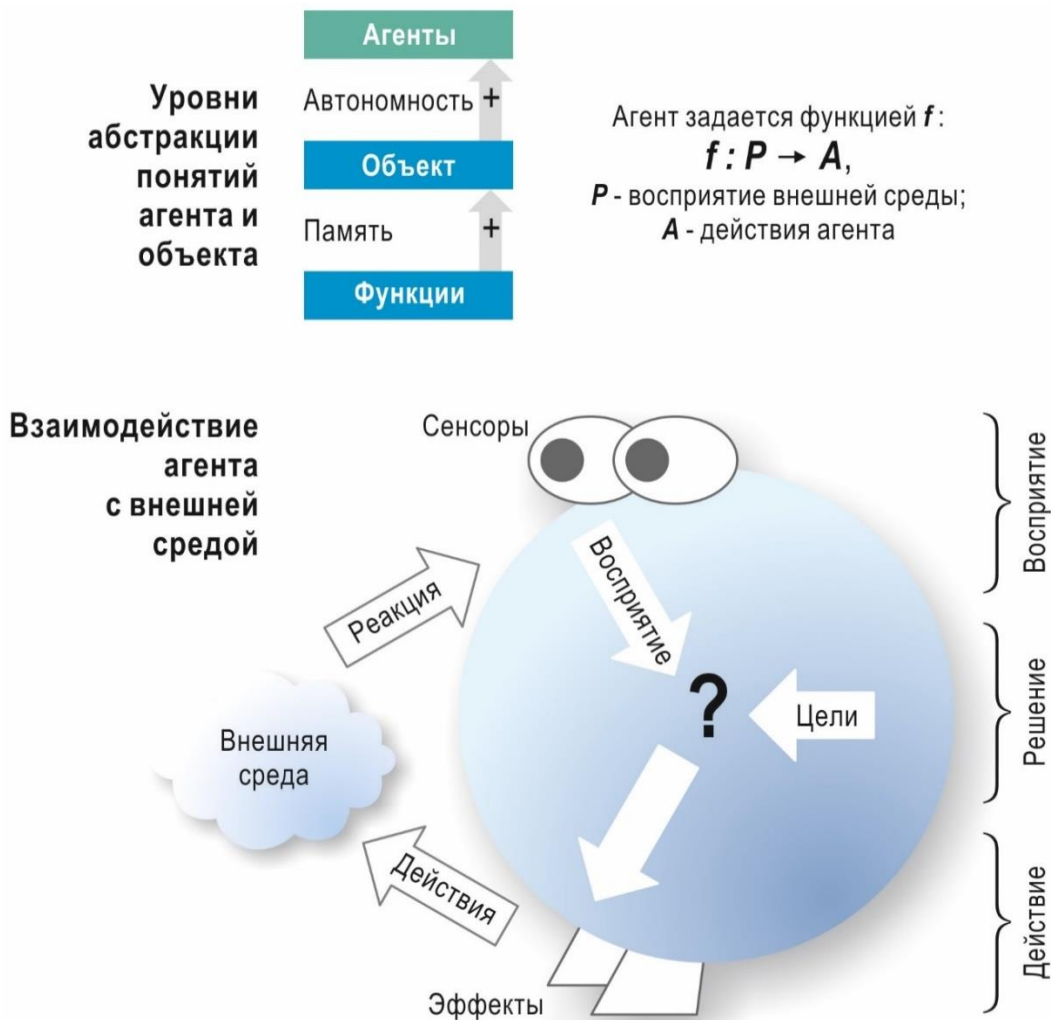 Уровни
абстракции
понятий
агента и
объекта
Агенты
Автономность +
Объект
Память +
Функции
Агент задается функцией f :
f : P → A,
P - восприятие внешней среды;
A - действия агента
Взаимодействие
агента
с внешней
средой
Сенсоры
Восприятие
?
Цели
Реакция
Внешняя
среда
Действия
Эффекты
Восприятие
Решение
Действие